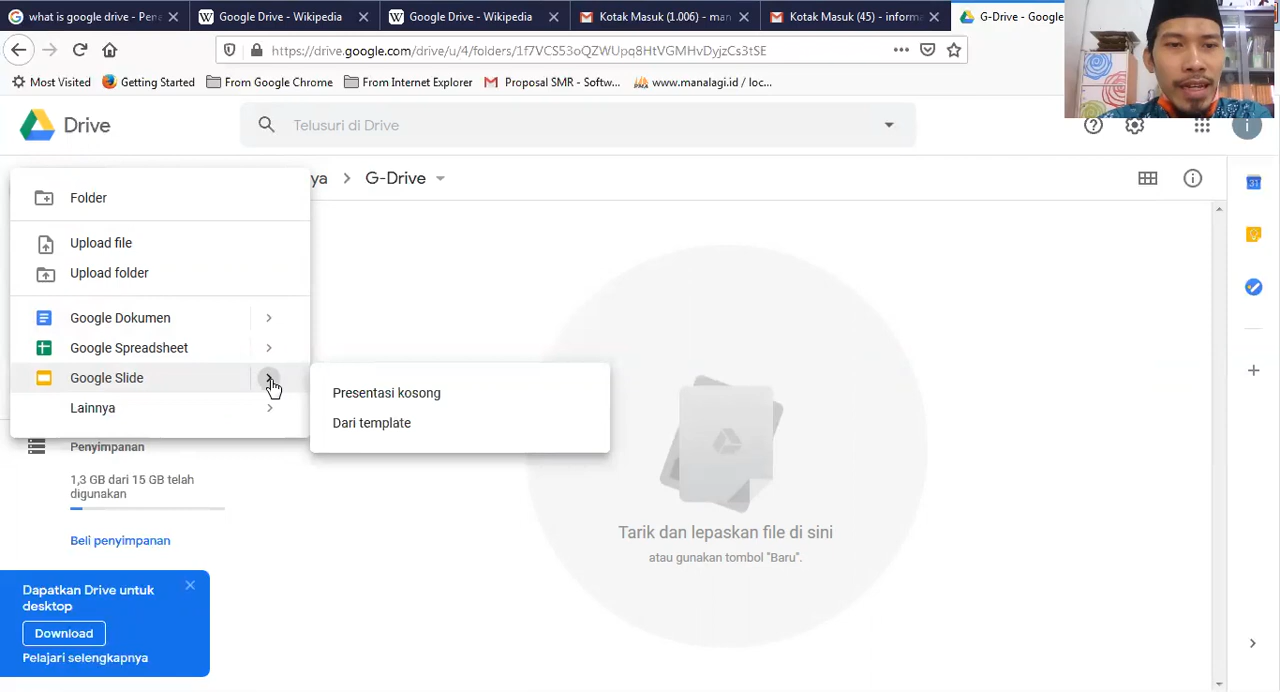 what is google drive - Pen
Google Drive - Wikipedia
Google Drive - Wikipedia
Kotak Masuk (1.006) - man
Kotak Masuk (45) - inform
G-Drive - Google
https://drive.google.com/drive/u/4/folders/1f7VCS53oQZWUpq8HtVGMHvDyjzCs3tSE
Most Visited
Getting Started
From Google Chrome
From Internet Explorer
Proposal SMR - Softw...
www.manalagi.id / loc...
Drive
Telusuri di Drive
i
ya > G-Drive
31
Folder
Upload file
Upload folder
Google Dokumen
Google Spreadsheet
Google Slide
Lainnya
Presentasi kosong
Dari template
Penyimpanan
1,3 GB dari 15 GB telah
digunakan
Beli penyimpanan
Tarik dan lepaskan file di sini
atau gunakan tombol "Baru".
Dapatkan Drive untuk
desktop
Download
Pelajari selengkapnya